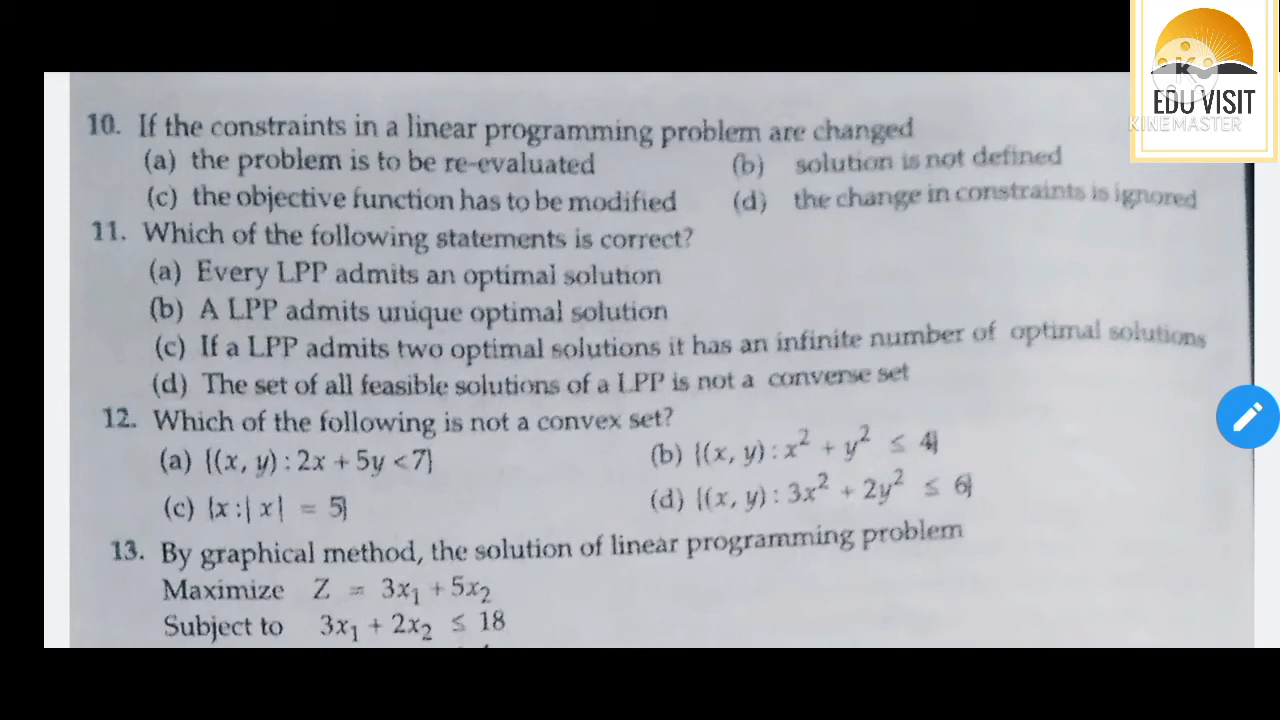 EDU VISIT
KINEMASTER
10. If the constraints in a linear programming problem are changed
(a) the problem is to be re-evaluated (b) solution is not defined
(c) the objective function has to be modified (d) the change in constraints is ignored
11. Which of the following statements is correct?
(a) Every LPP admits an optimal solution
(b) A LPP admits unique optimal solution
(c) If a LPP admits two optimal solutions it has an infinite number of optimal solutions
(d) The set of all feasible solutions of a LPP is not a converse set
12. Which of the following is not a convex set?
(a) {(x, y) : 2x + 5y < 7} (b) {(x, y) : x² + y² ≤ 4}
(c) {x : | x | = 5} (d) {(x, y) : 3x² + 2y² ≤ 6}
13. By graphical method, the solution of linear programming problem
Maximize Z = 3x₁ + 5x₂
Subject to 3x₁ + 2x₂ ≤ 18